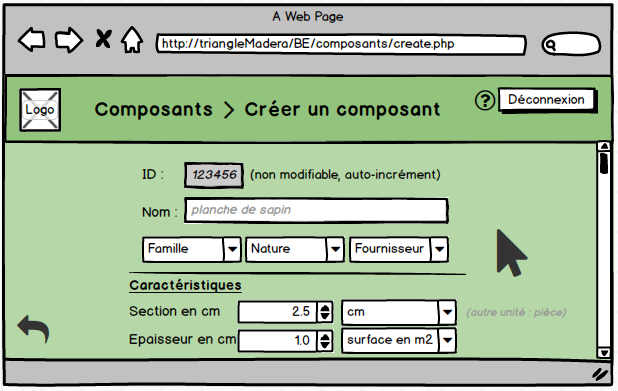 A Web Page
http://triangleMadera/BE/composants/create.php
Logo
Composants > Créer un composant
?
Déconnexion
ID : 123456 (non modifiable, auto-incrément)
Nom : planche de sapin
Famille Nature Fournisseur
Caractéristiques
Section en cm 2.5 cm (autre unité : pièce)
Epaisseur en cm 1.0 surface en m2